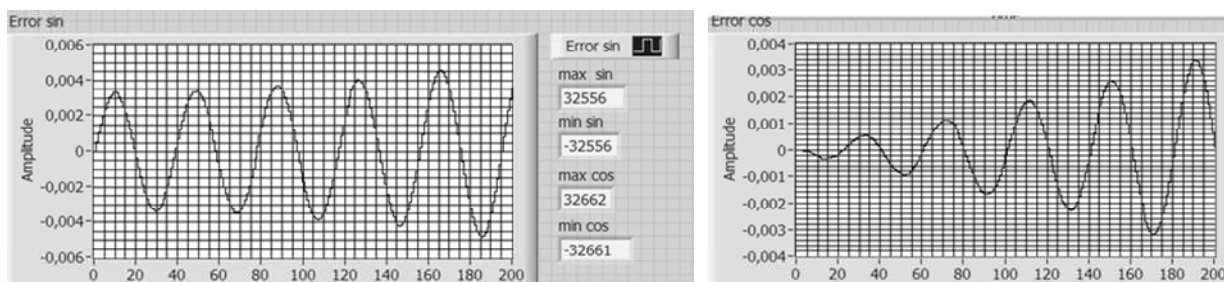 Error sin
Amplitude
0,006
0,004
0,002
0
-0,002
-0,004
-0,006
0 20 40 60 80 100 120 140 160 180 200
Error sin
max sin
32556
min sin
-32556
max cos
32662
min cos
-32661
Error cos
Amplitude
0,004
0,003
0,002
0,001
0
-0,001
-0,002
-0,003
-0,004
0 20 40 60 80 100 120 140 160 180 200